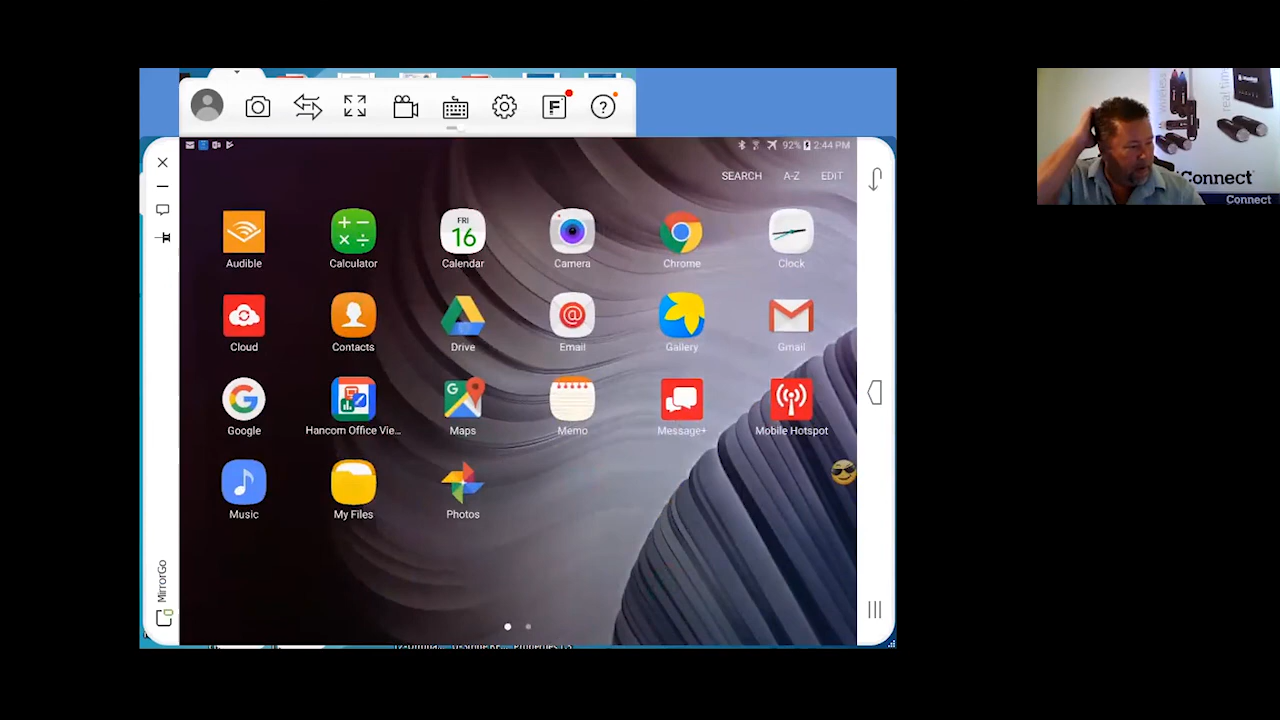 92% 2:44 PM
SEARCH A-Z EDIT
FRI
16
Audible Calculator Calendar Camera Chrome Clock
Cloud Contacts Drive Email Gallery Gmail
Google Hancom Office Vie... Maps Memo Message+ Mobile Hotspot
Music My Files Photos
MirrorGo
Connect
Connect